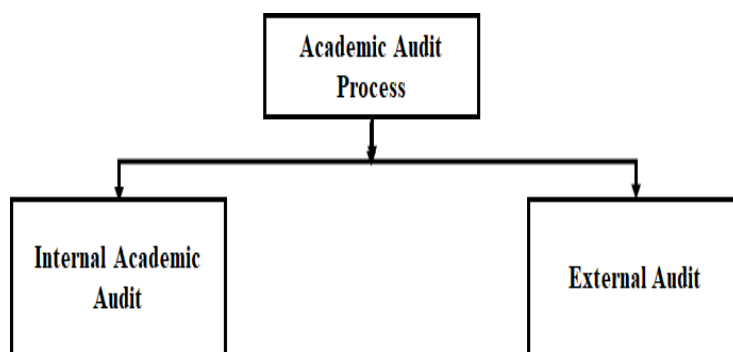 Academic Audit
Process
Internal Academic
Audit
External Audit